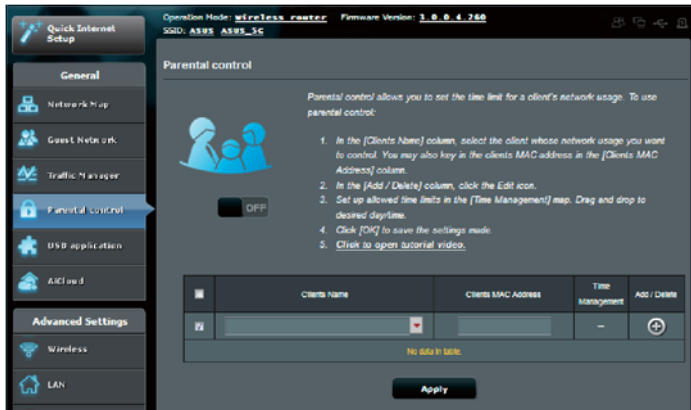 Quick Internet
Setup
Operation Mode: Wireless router Firmware Version: 3.0.0.4.260
SSID: ASUS ASUS_5G
General
Network Map
Guest Network
Traffic Manager
Parental control
USB application
AiCloud
Advanced Settings
Wireless
LAN
Parental control
Parental control allows you to set the time limit for a client's network usage. To use
parental control:
1. In the [Clients Name] column, select the client whose network usage you want
to control. You may also key in the clients MAC address in the [Clients MAC
Address] column.
2. In the [Add / Delete] column, click the Edit icon.
3. Set up allowed time limits in the [Time Management] map. Drag and drop to
desired day/time.
4. Click [OK] to save the settings made.
5. Click to open tutorial video.
OFF
Clients Name Clients MAC Address Time Management Add / Delete
–
No data in table.
Apply